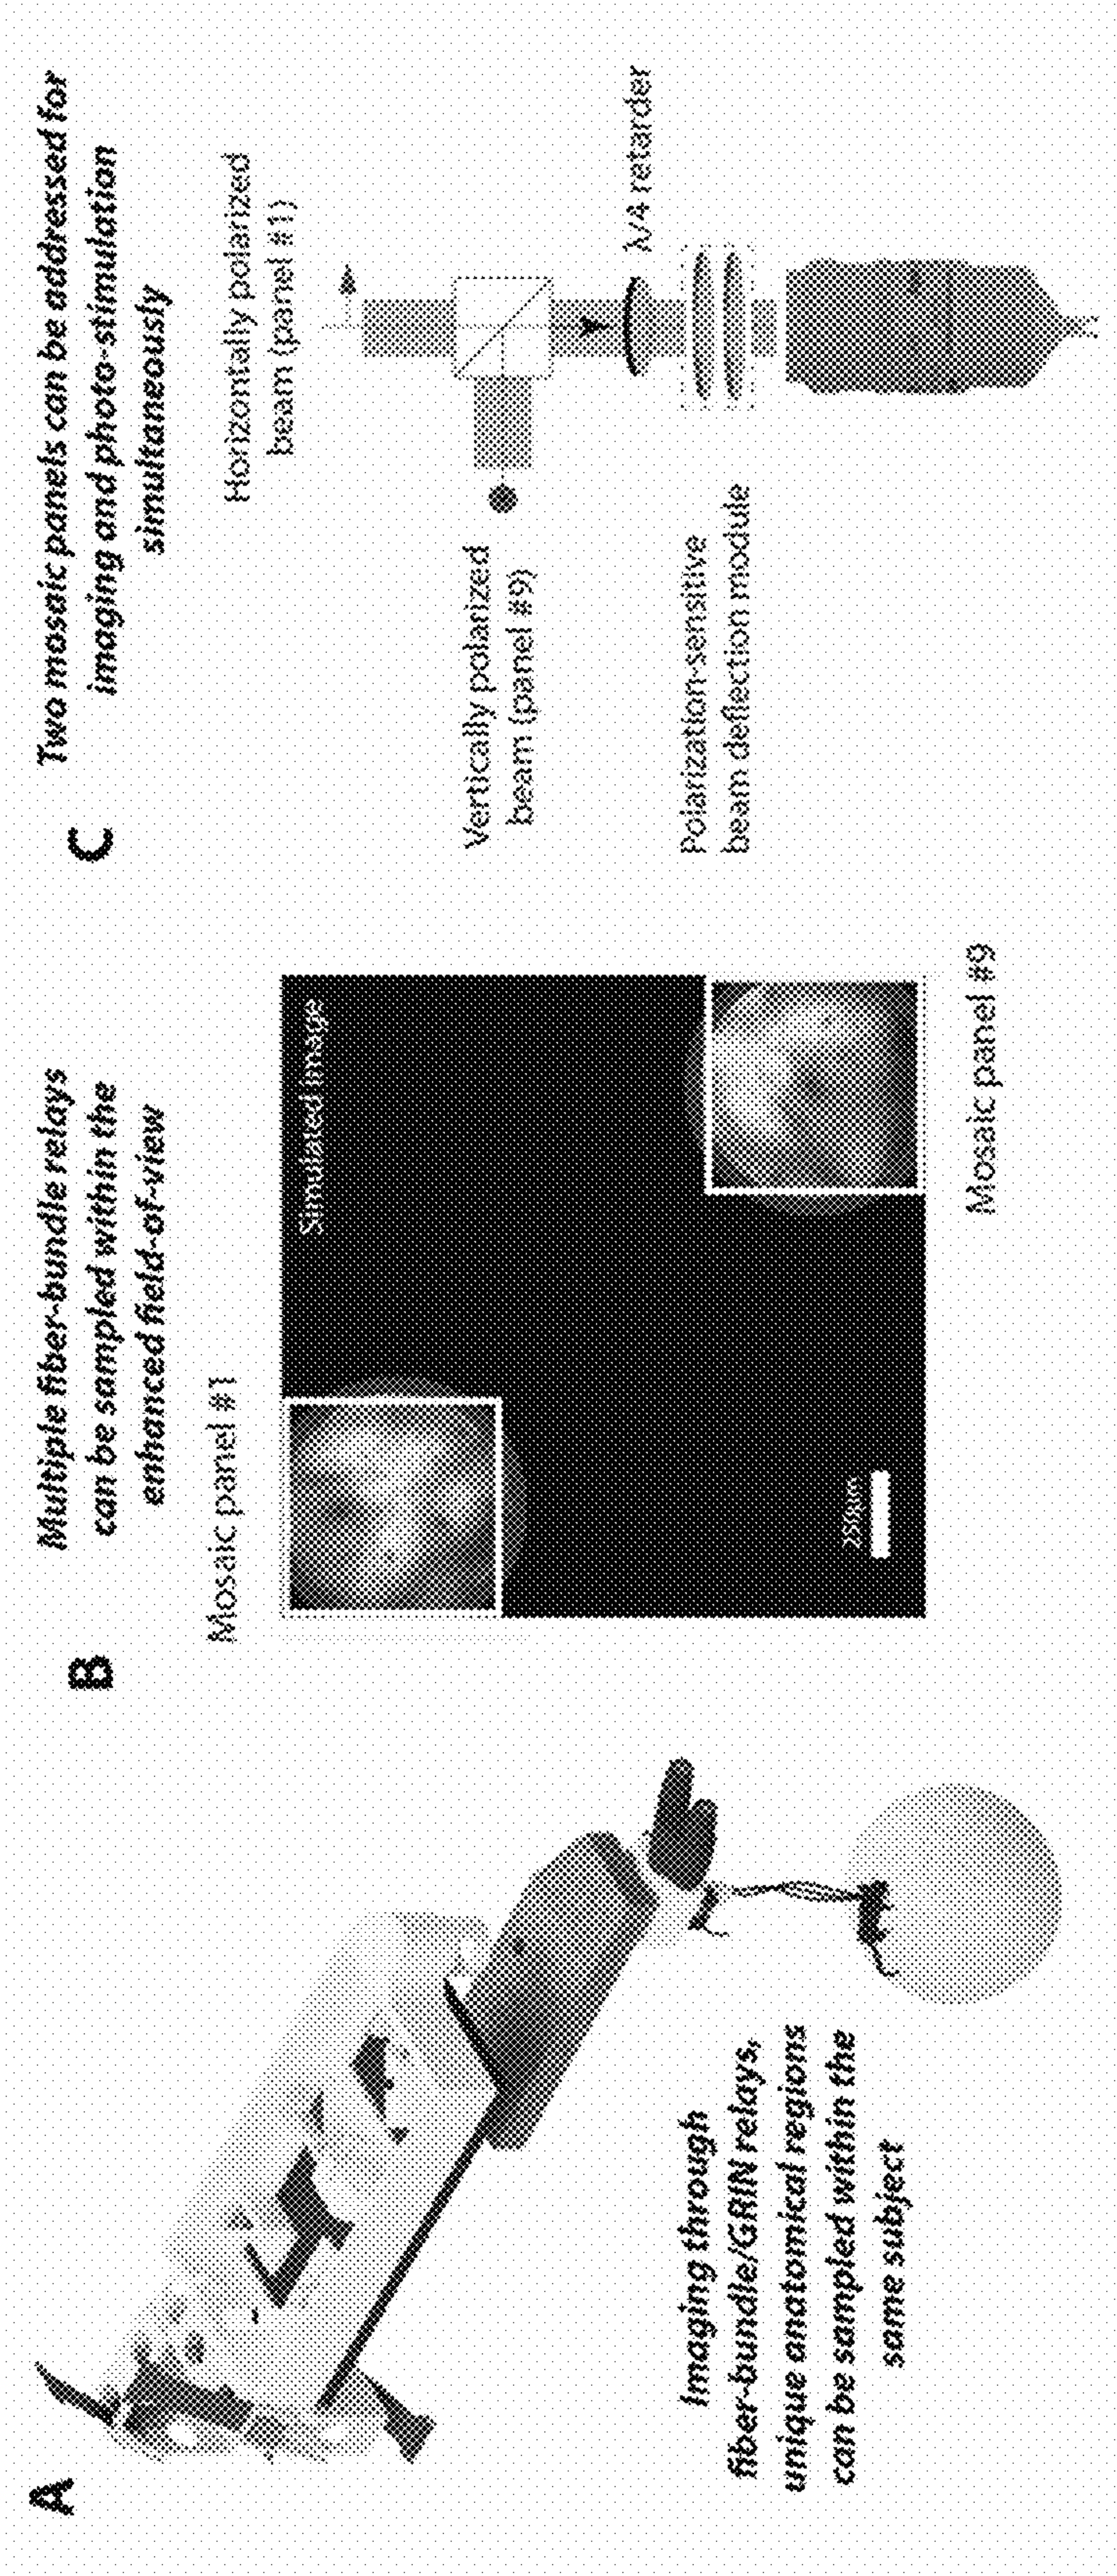 A
Imaging through
fiber-bundle/GRIN relays,
unique anatomical regions
can be sampled within the
same subject
B
Multiple fiber-bundle relays
can be sampled within the
enhanced field-of-view
Mosaic panel #1
Simulated image
250µm
Mosaic panel #9
C
Two mosaic panels can be addressed for
imaging and photo-stimulation
simultaneously
Horizontally polarized
beam (panel #1)
Vertically polarized
beam (panel #9)
λ/4 retarder
Polarization-sensitive
beam deflection module